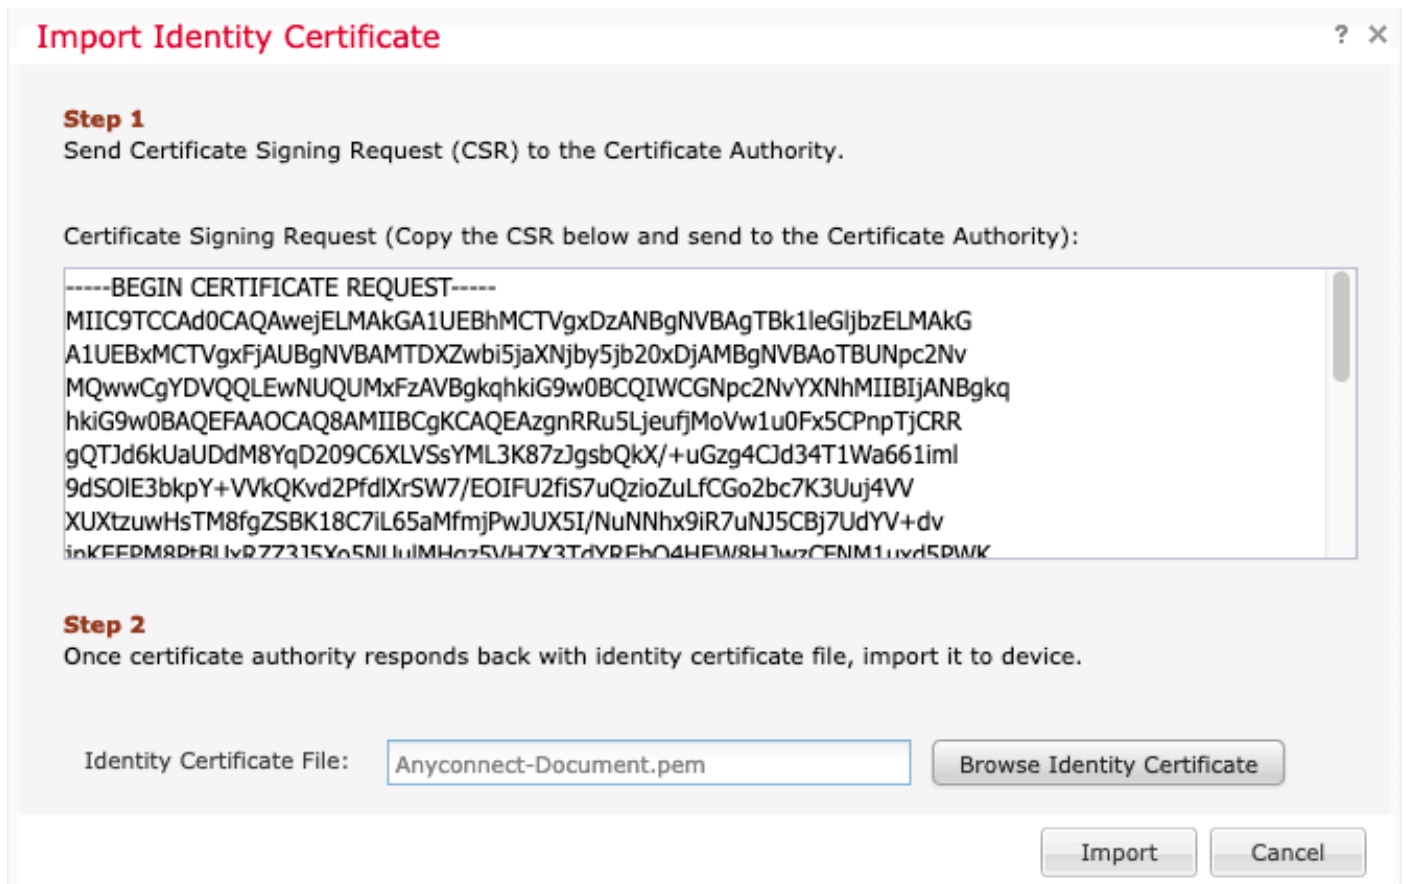 Import Identity Certificate
? ×
Step 1
Send Certificate Signing Request (CSR) to the Certificate Authority.
Certificate Signing Request (Copy the CSR below and send to the Certificate Authority):
-----BEGIN CERTIFICATE REQUEST-----
MIIC9TCCAd0CAQAwejELMAkGA1UEBhMCTVgxDzANBgNVBAgTBk1leGljbzELMAkG
A1UEBxMCTVgxFjAUBgNVBAMTDXZwbi5jaXNjby5jb20xDjAMBgNVBAoTBUNpc2Nv
MQwwCgYDVQQLEwNUQUMxFzAVBgkqhkiG9w0BCQIWCGNpc2NvYXNhMIIBIjANBgkq
hkiG9w0BAQEFAAOCAQ8AMIIBCgKCAQEAzgnRRu5LjeufjMoVw1u0Fx5CPnpTjCRR
gQTJd6kUaUDdM8YqD209C6XLVSsYML3K87zJgsbQkX/+uGzg4CJd34T1Wa661iml
9dSOlE3bkpY+VVkQKvd2PfdlXrSW7/EOIFU2fiS7uQzioZuLfCGo2bc7K3Uuj4VV
XUXtzuwHsTM8fgZSBK18C7iL65aMfmjPwJUX5I/NuNNhx9iR7uNJ5CBj7UdYV+dv
Step 2
Once certificate authority responds back with identity certificate file, import it to device.
Identity Certificate File:
Anyconnect-Document.pem
Browse Identity Certificate
Import
Cancel